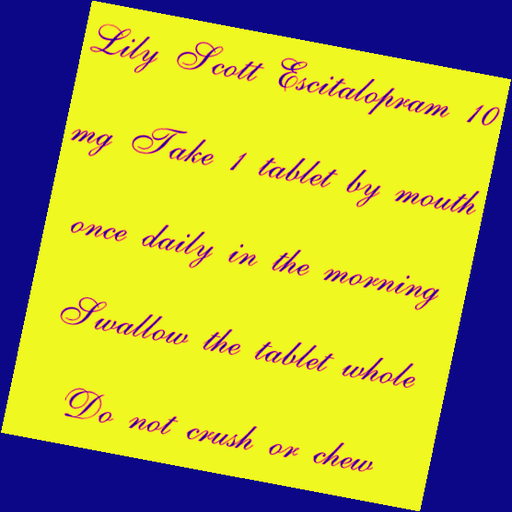 Lily Scott Escitalopram 10
mg Take 1 tablet by mouth
once daily in the morning
Swallow the tablet whole
Do not crush or chew